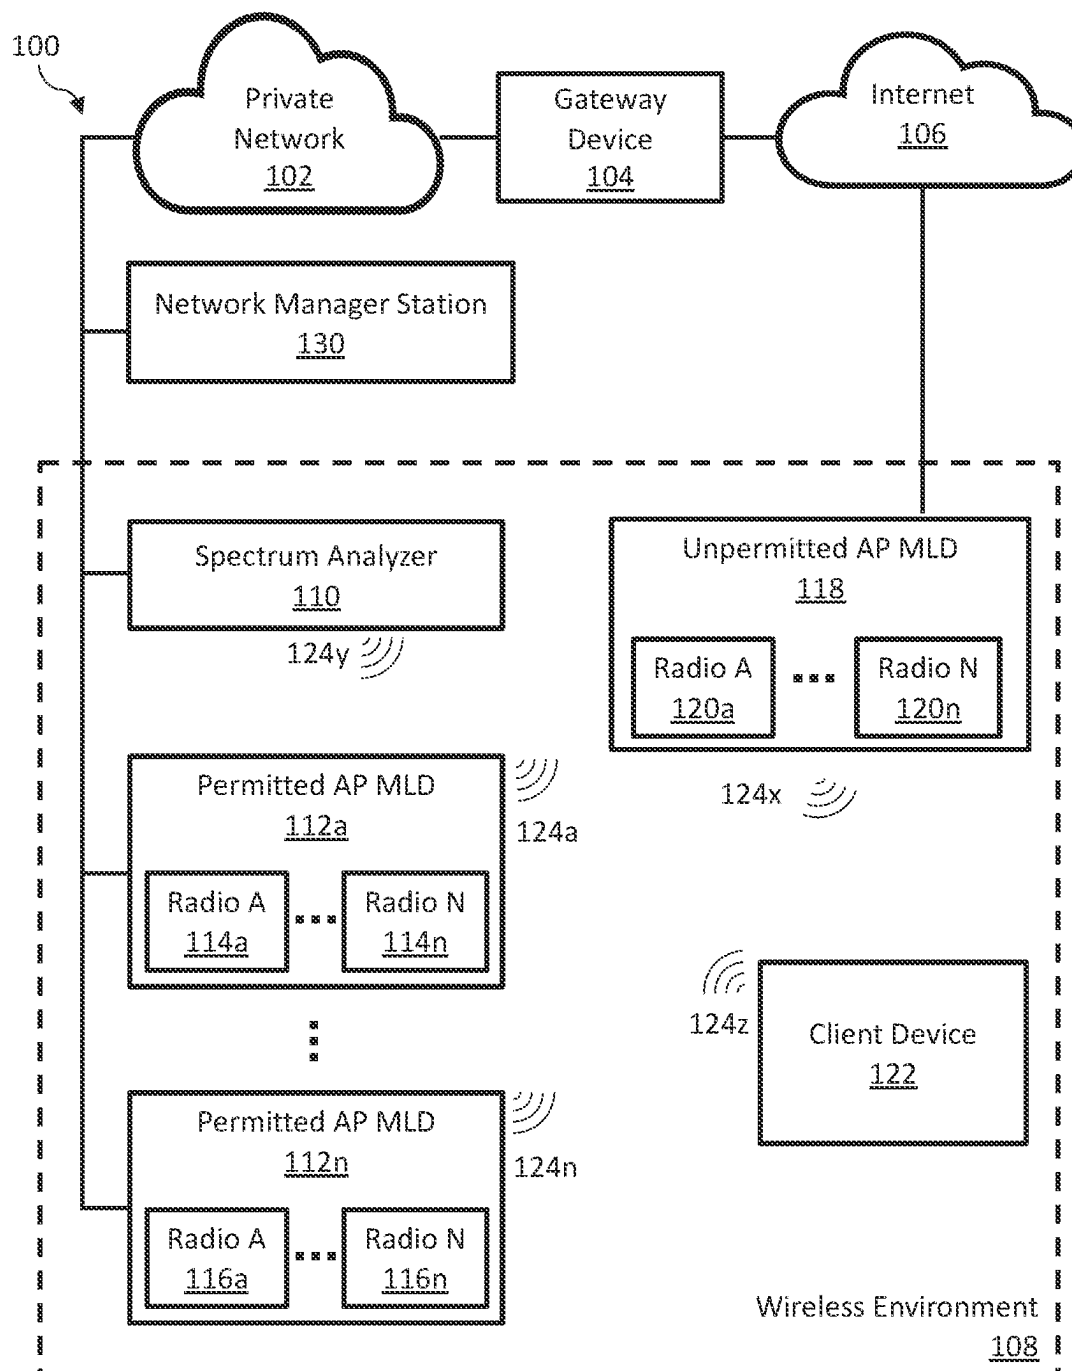 100
Private
Network
102
Gateway
Device
104
Internet
106
Network Manager Station
130
Spectrum Analyzer
110
124y
Unpermitted AP MLD
118
Radio A
120a
Radio N
120n
124x
Permitted AP MLD
112a
124a
Radio A
114a
Radio N
114n
124z
Client Device
122
Permitted AP MLD
112n
124n
Radio A
116a
Radio N
116n
Wireless Environment
108